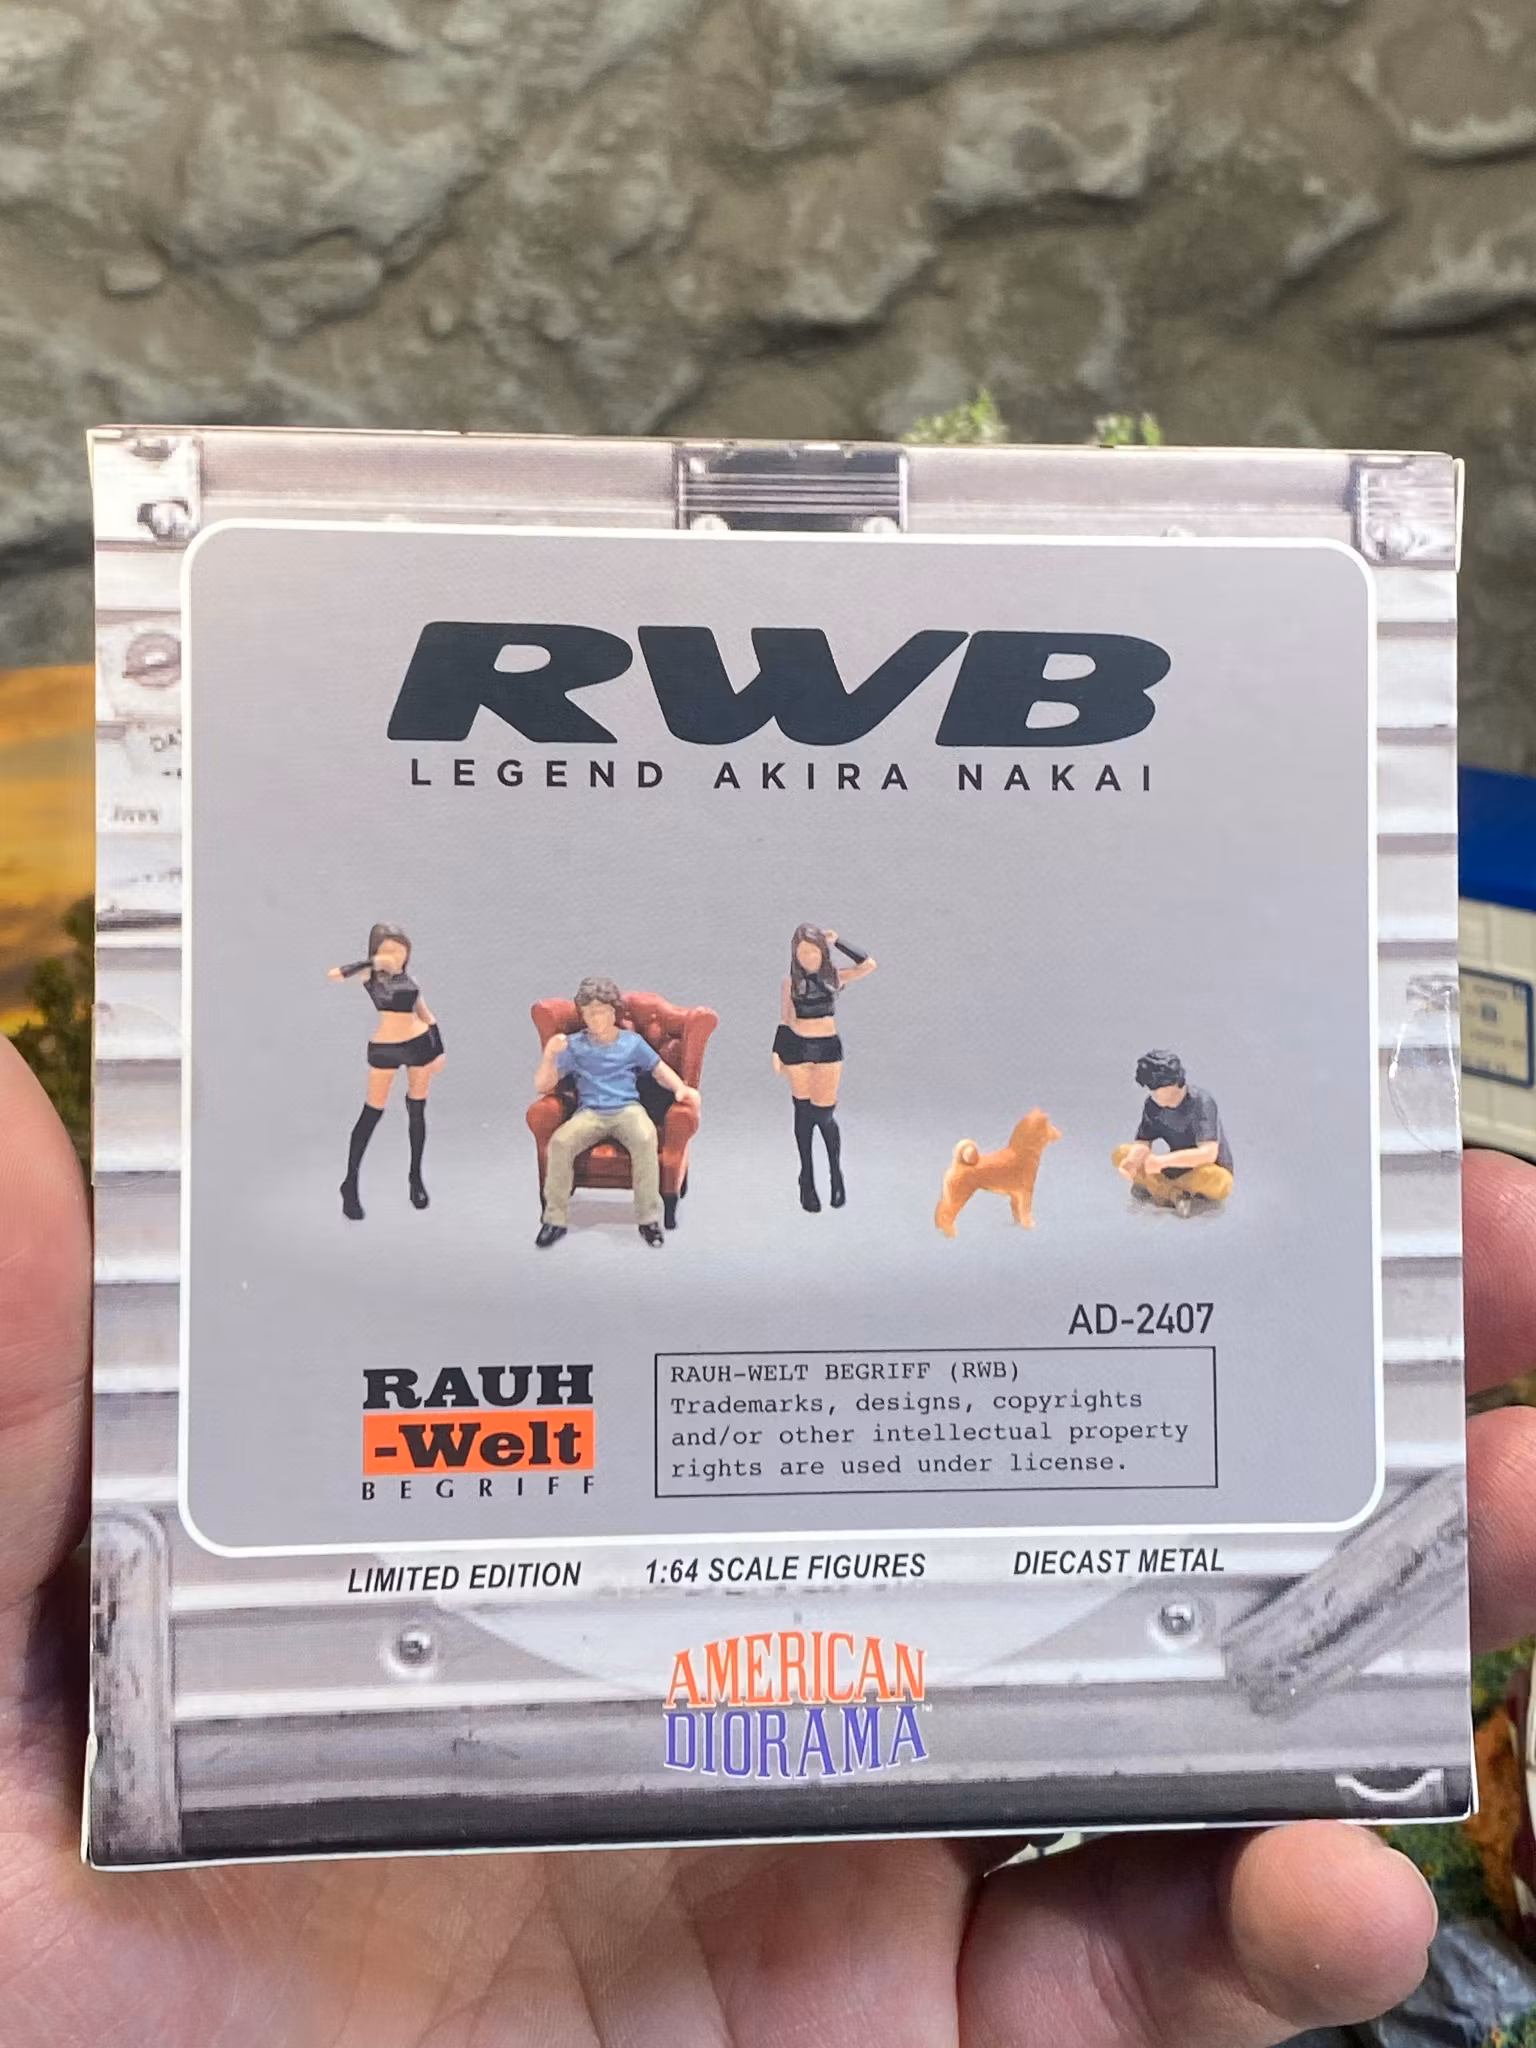 RWB
LEGEND AKIRA NAKAI
AD-2407
RAUH
-Welt
BEGRIFF
RAUH-WELT BEGRIFF (RWB)
Trademarks, designs, copyrights
and/or other intellectual property
rights are used under license.
LIMITED EDITION 1:64 SCALE FIGURES DIECAST METAL
AMERICAN
DIORAMA